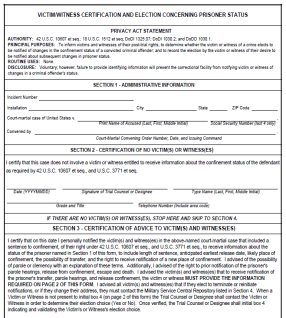 VICTIM/WITNESS CERTIFICATION AND ELECTION CONCERNING PRISONER STATUS
PRIVACY ACT STATEMENT
AUTHORITY: 42 U.S.C. 10607 et seq.; 18 U.S.C. 1512 et seq; DoD 1325.07; DoD 1030.2; and DoDD 1030.1.
PRINCIPAL PURPOSES: To inform victims and witnesses of their post-trial rights; to determine whether the victim or witness of a crime elects to be notified of changes in the confinement status of a convicted criminal offender; and to record the election by the victim or witness of their desire to be notified about subsequent changes in prisoner status.
ROUTINE USES: None.
DISCLOSURE: Voluntary; however, failure to provide identifying information will prevent the correctional facility from notifying victim or witness of changes in a criminal offender's status.
SECTION 1 - ADMINISTRATIVE INFORMATION
Incident Number
Installation City State ZIP Code
Court-martial case of United States v.
Print Name of Accused (Last, First, Middle Initial) Social Security Number (last 4 only)
Convened by
Court-Martial Convening Order Number, Date, and Issuing Command
SECTION 2 - CERTIFICATION OF NO VICTIM(S) OR WITNESS(ES)
I certify that this case does not involve a victim or witness entitled to receive information about the confinement status of the defendant
as required by 42 U.S.C. 10607 et seq., and U.S.C. 3771 et seq.
Date (YYYYMMDD) Signature of Trial Counsel or Designee Type Name (Last, First, Middle Initial)
Grade and Title Telephone Number (Include area code)
IF THERE ARE NO VICTIM(S) OR WITNESS(ES), STOP HERE AND SKIP TO SECTION 4.
SECTION 3 - CERTIFICATION OF ADVICE TO VICTIM(S) AND WITNESS(ES)
I certify that on this date I personally notified the victim(s) and witness(es) in the above-named court-martial case that included a
sentence to confinement, of their right under 42 U.S.C. 10607 et seq., and U.S.C. 3771 et seq., to receive information about the
status of the prisoner named in Section 1 of this form, to include length of sentence, anticipated earliest release date, likely place of
confinement, the possibility of transfer, and the right to receive notification of a new place of confinement. I advised of the possibility
of parole or clemency with an explanation of these terms. Additionally, I advised of the right to prior notification of the prisoner's
parole hearings, release from confinement, escape and death. I advised the victim(s) and witness(es) that to receive notification of
the prisoner's transfer, parole hearings, and release from confinement, the victim or witness MUST PROVIDE THE INFORMATION
REQUIRED ON PAGE 2 OF THIS FORM. I advised all victim(s) and witness(es) that if they elect to terminate or reinitiate
notifications, or if they change their address, they must contact the Military Service Central Repository listed in Section 4. When a
Victim or Witness is not present to initial box 4 (on page 2 of this form) the Trial Counsel or Designee shall contact the Victim or
Witness in order to determine their election choice (Yes or No). Once verified, the Trial Counsel or Designee shall initial box 4
indicating and validating the Victim's or Witness's election choice.